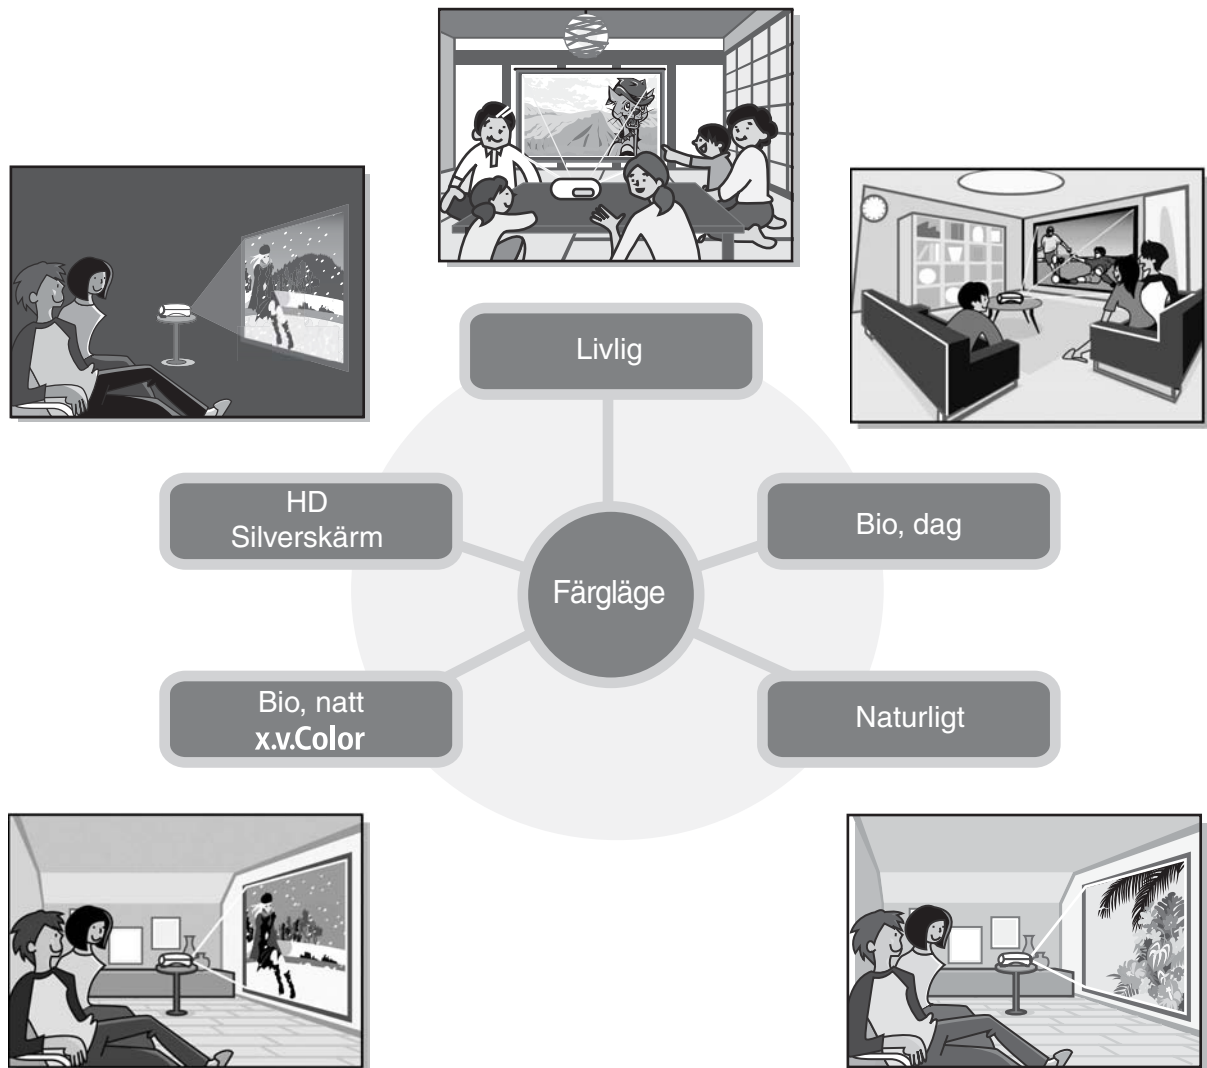 Livlig
HD
Silverskärm
Bio, dag
Färgläge
Bio, natt
x.v.Color
Naturligt